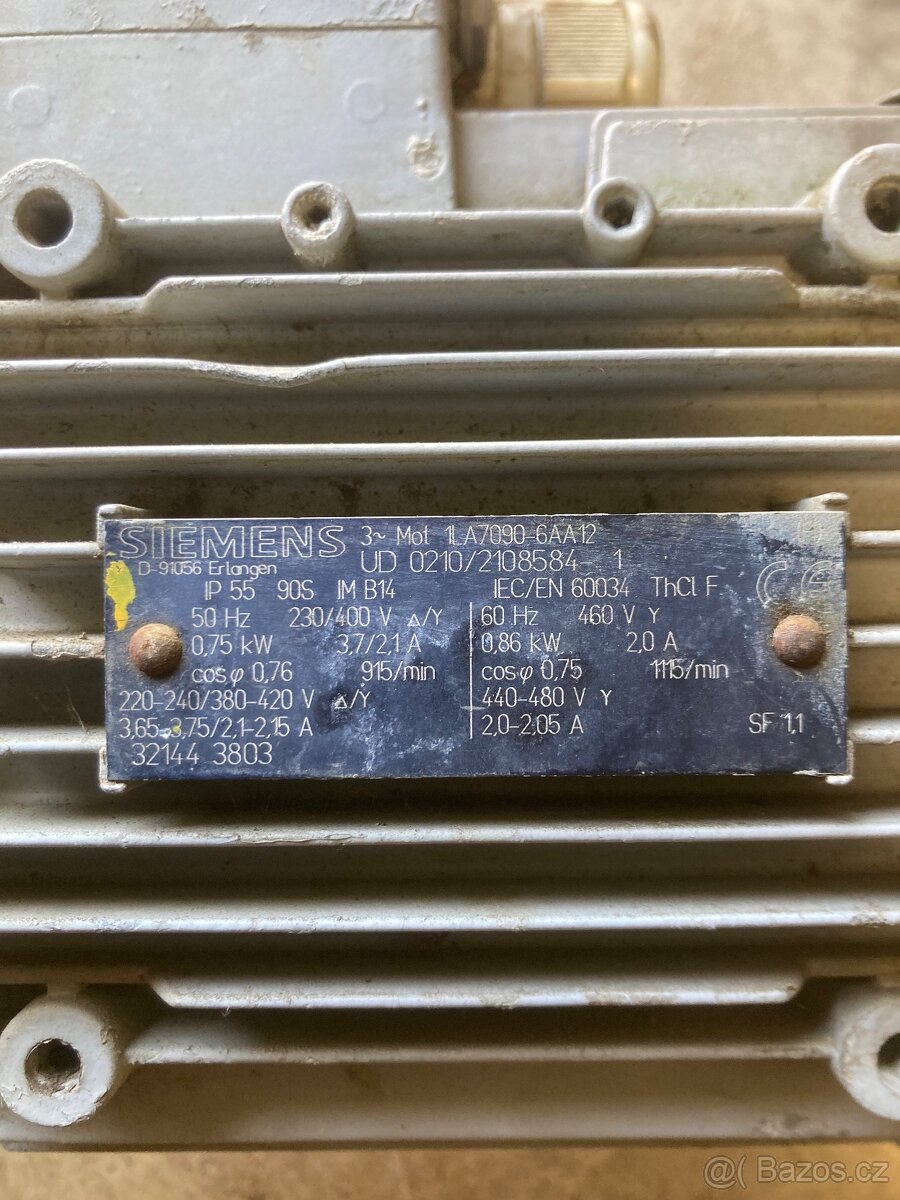 SIEMENS 3~ Mot 1LA7090-6AA12
D-91056 Erlangen UD 0210/2108584 1
IP 55 90S IM B14 IEC/EN 60034 ThCl F
CE
50 Hz 230/400 V Δ/Y 60 Hz 460 V Y
0,75 kW 3,7/2,1 A 0,86 kW 2,0 A
cosφ 0,76 915/min cosφ 0,75 1115/min
220-240/380-420 V Δ/Y 440-480 V Y
3,65-3,75/2,1-2,15 A 2,0-2,05 A SF 1,1
32144 3803
Bazos.cz